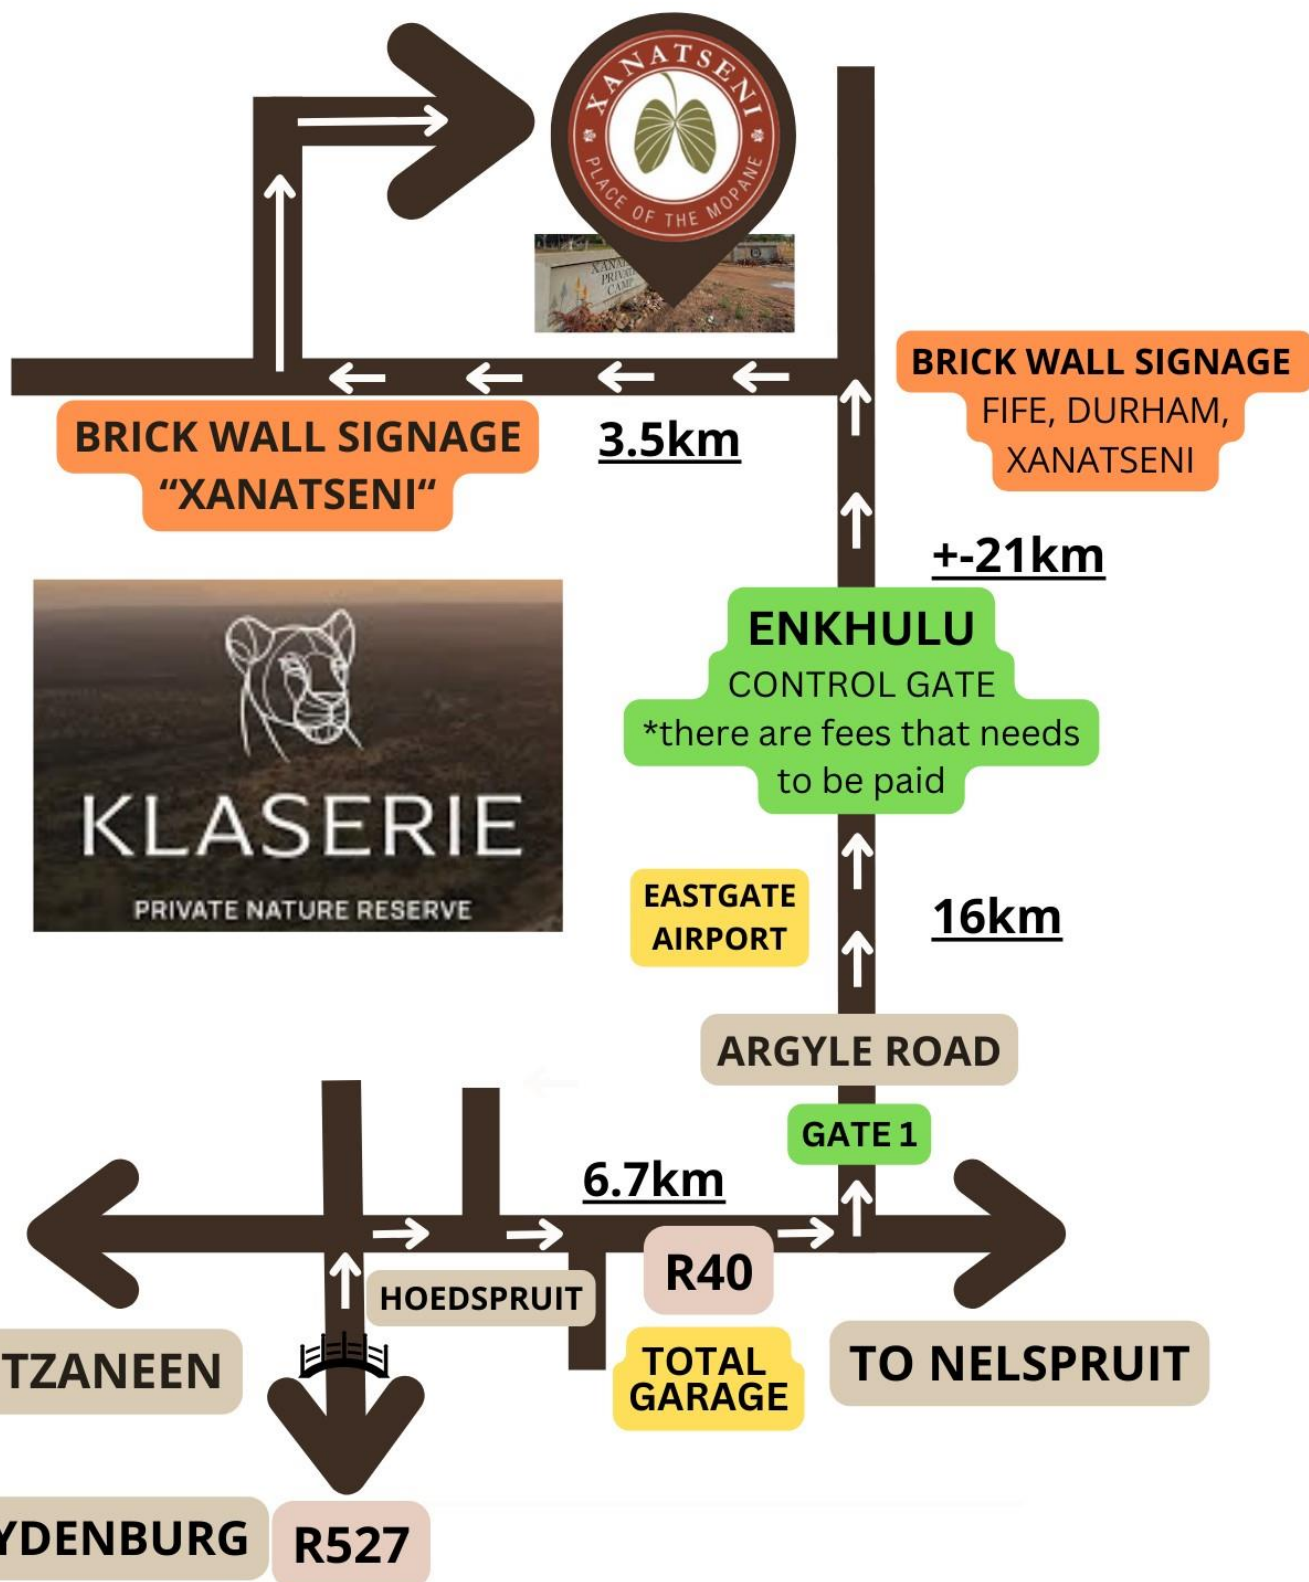 XANATSENI
PLACE OF THE MOPANE
PRIVATE
CAMP
BRICK WALL SIGNAGE
FIFE, DURHAM,
XANATSENI
BRICK WALL SIGNAGE
“XANATSENI“
3.5km
+-21km
ENKHULU
CONTROL GATE
*there are fees that needs
to be paid
KLASERIE
PRIVATE NATURE RESERVE
EASTGATE
AIRPORT
16km
ARGYLE ROAD
GATE 1
6.7km
R40
HOEDSPRUIT
TZANEEN
TOTAL
GARAGE
TO NELSPRUIT
YDENBURG
R527